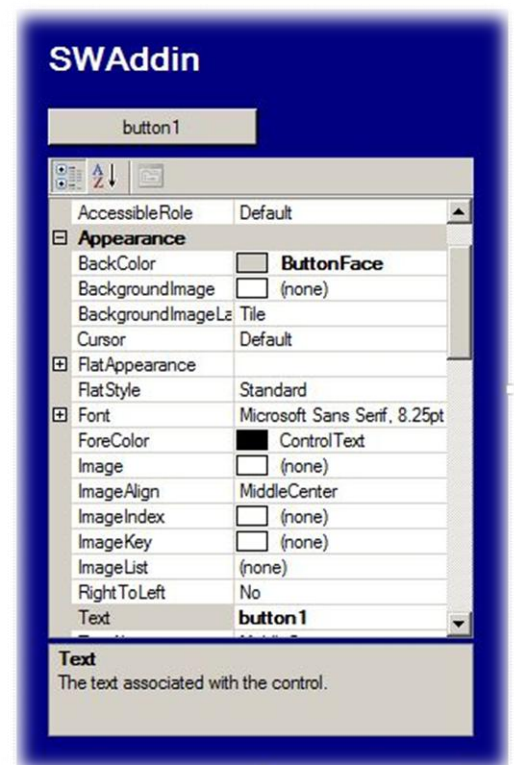 SWAddin
button1
AccessibleRole Default
Appearance
BackColor ButtonFace
BackgroundImage (none)
BackgroundImageLa Tile
Cursor Default
FlatAppearance
FlatStyle Standard
Font Microsoft Sans Serif, 8.25pt
ForeColor ControlText
Image (none)
ImageAlign MiddleCenter
ImageIndex (none)
ImageKey (none)
ImageList (none)
RightToLeft No
Text button1
Text
The text associated with the control.